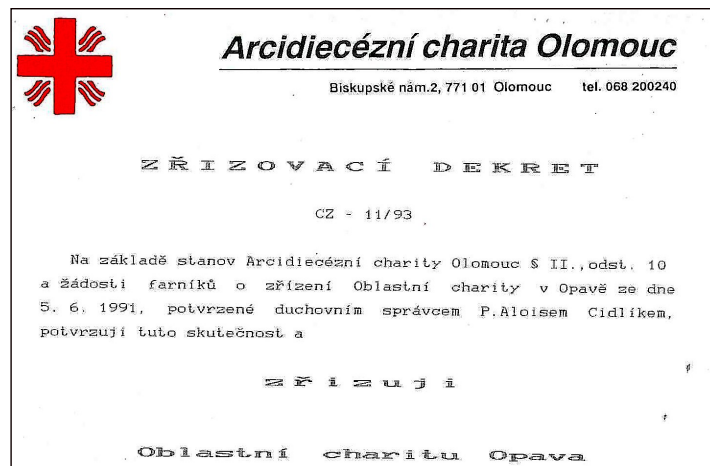 Arcidiecézní charita Olomouc
Biskupské nám.2, 771 01 Olomouc tel. 068 200240
ZŘIZOVACÍ DEKRET
CZ - 11/93
Na základě stanov Arcidiecézní charity Olomouc § II.,odst. 10
a žádosti farníků o zřízení Oblastní charity v Opavě ze dne
5. 6. 1991, potvrzené duchovním správcem P.Aloisem Cidlíkem,
potvrzuji tuto skutečnost a
zřizuji
Oblastní charitu Opava